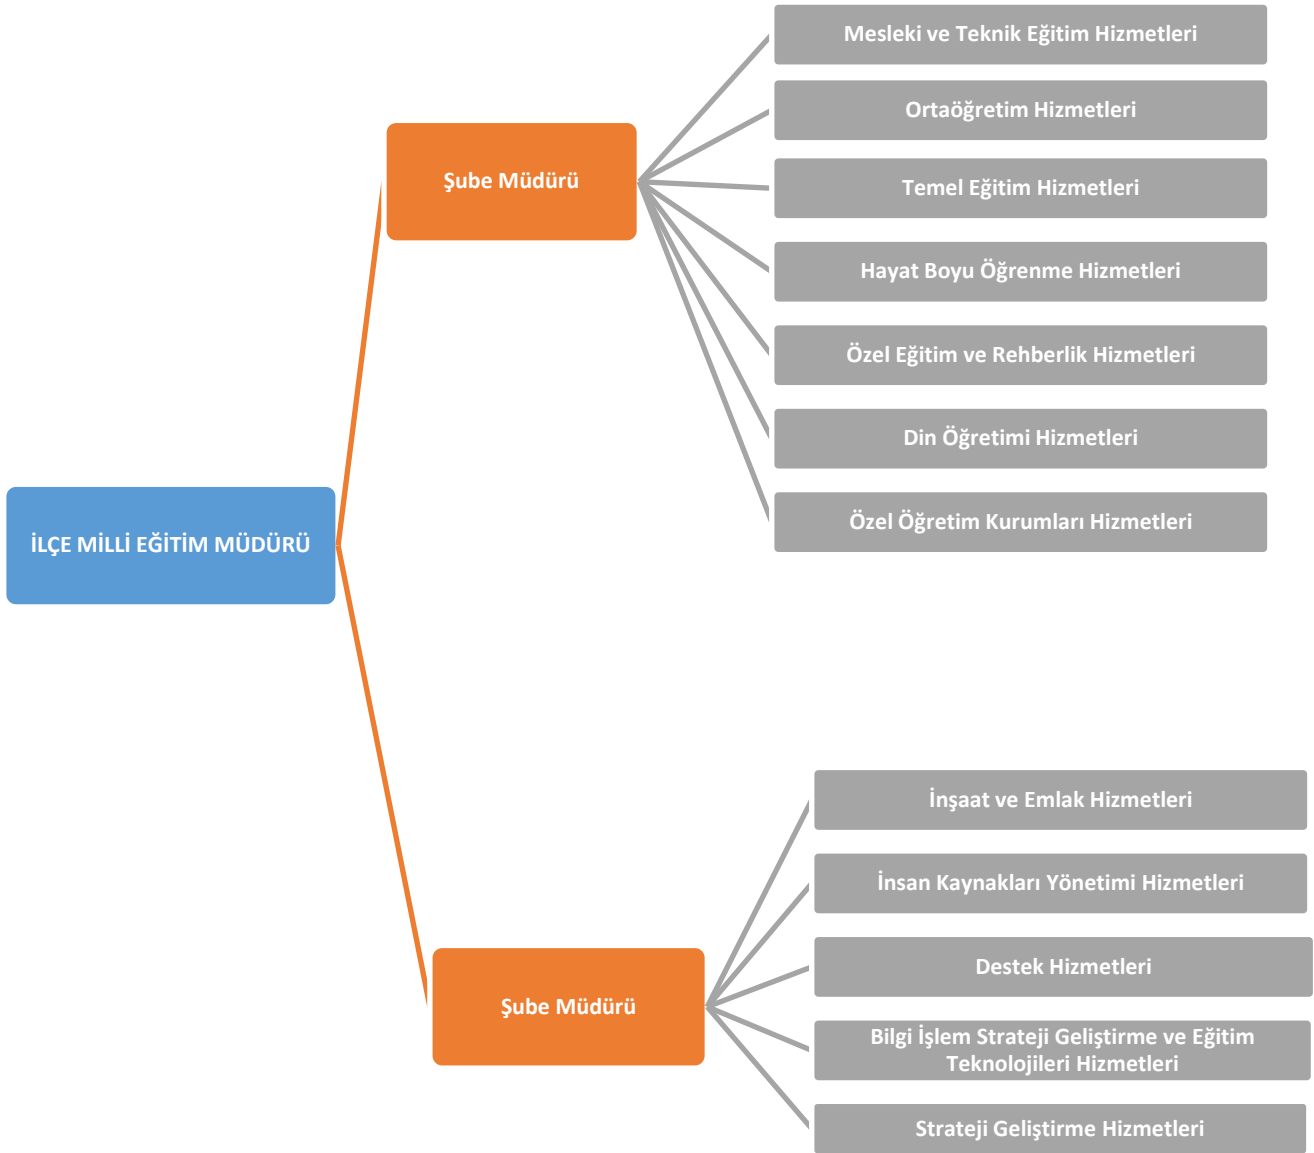 Mesleki ve Teknik Eğitim Hizmetleri
Ortaöğretim Hizmetleri
Şube Müdürü
Temel Eğitim Hizmetleri
Hayat Boyu Öğrenme Hizmetleri
Özel Eğitim ve Rehberlik Hizmetleri
Din Öğretimi Hizmetleri
Özel Öğretim Kurumları Hizmetleri
İLÇE MİLLİ EĞİTİM MÜDÜRÜ
İnşaat ve Emlak Hizmetleri
İnsan Kaynakları Yönetimi Hizmetleri
Destek Hizmetleri
Şube Müdürü
Bilgi İşlem Strateji Geliştirme ve Eğitim
Teknolojileri Hizmetleri
Strateji Geliştirme Hizmetleri